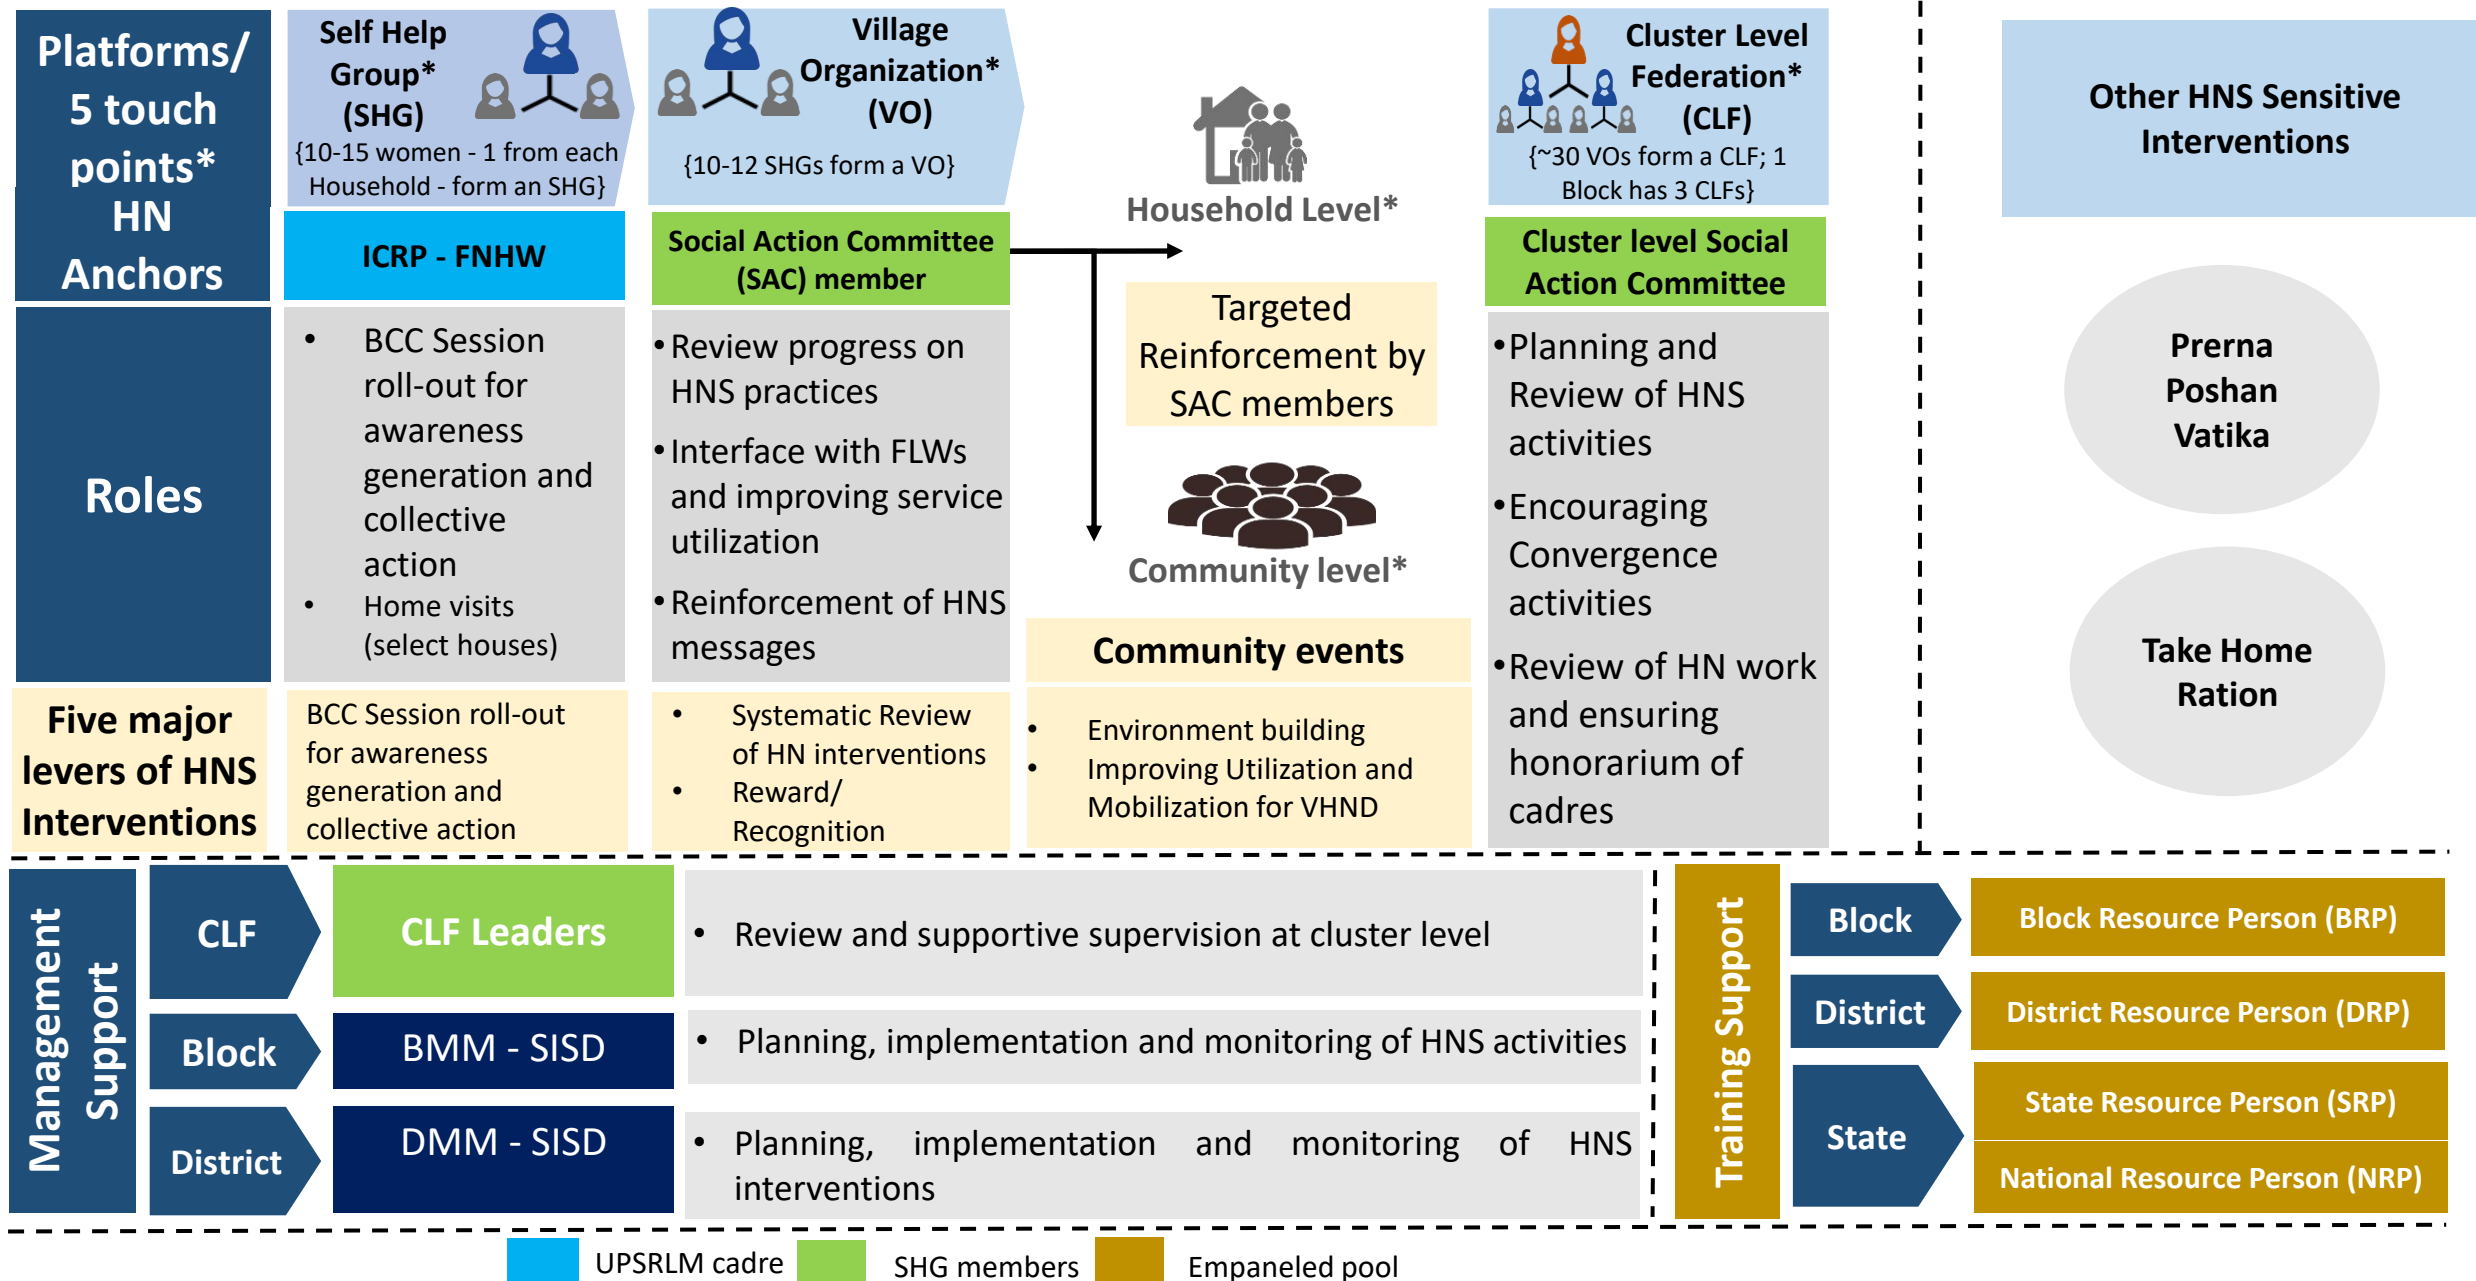 Platforms/
5 touch
points*
HN
Anchors
Self Help
Group*
(SHG)
{10-15 women - 1 from each
Household - form an SHG}
Village
Organization*
(VO)
{10-12 SHGs form a VO}
Household Level*
Cluster Level
Federation*
(CLF)
{~30 VOs form a CLF; 1
Block has 3 CLFs}
Other HNS Sensitive
Interventions
ICRP - FNHW
Social Action Committee
(SAC) member
Cluster level Social
Action Committee
Targeted
Reinforcement by
SAC members
Roles
• BCC Session
roll-out for
awareness
generation and
collective
action
• Home visits
(select houses)
•Review progress on
HNS practices
•Interface with FLWs
and improving service
utilization
•Reinforcement of HNS
messages
Community level*
Community events
•Planning and
Review of HNS
activities
•Encouraging
Convergence
activities
•Review of HN work
and ensuring
honorarium of
cadres
Prerna
Poshan
Vatika
Take Home
Ration
Five major
levers of HNS
Interventions
BCC Session roll-out
for awareness
generation and
collective action
• Systematic Review
of HN interventions
• Reward/
Recognition
• Environment building
• Improving Utilization and
Mobilization for VHND
Management
Support
CLF
CLF Leaders
• Review and supportive supervision at cluster level
Block
BMM - SISD
• Planning, implementation and monitoring of HNS activities
District
DMM - SISD
• Planning, implementation and monitoring of HNS
interventions
Training Support
Block
Block Resource Person (BRP)
District
District Resource Person (DRP)
State
State Resource Person (SRP)
National Resource Person (NRP)
UPSRLM cadre
SHG members
Empaneled pool